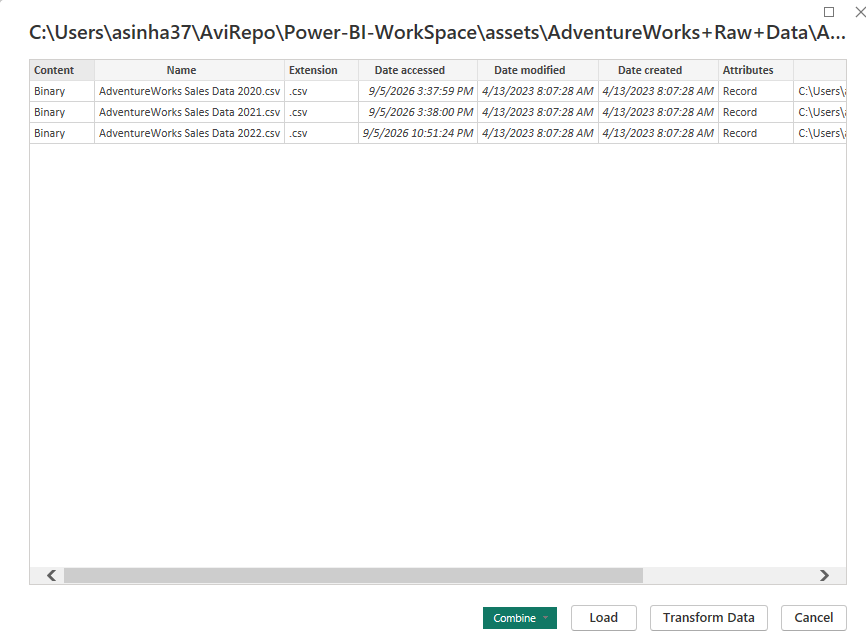 C:\Users\asinha37\AviRepo\Power-BI-WorkSpace\assets\AdventureWorks+Raw+Data\A...
Content Name Extension Date accessed Date modified Date created Attributes
Binary AdventureWorks Sales Data 2020.csv .csv 9/5/2026 3:37:59 PM 4/13/2023 8:07:28 AM 4/13/2023 8:07:28 AM Record C:\Users\
Binary AdventureWorks Sales Data 2021.csv .csv 9/5/2026 3:38:00 PM 4/13/2023 8:07:28 AM 4/13/2023 8:07:28 AM Record C:\Users\
Binary AdventureWorks Sales Data 2022.csv .csv 9/5/2026 10:51:24 PM 4/13/2023 8:07:28 AM 4/13/2023 8:07:28 AM Record C:\Users\
Combine Load Transform Data Cancel